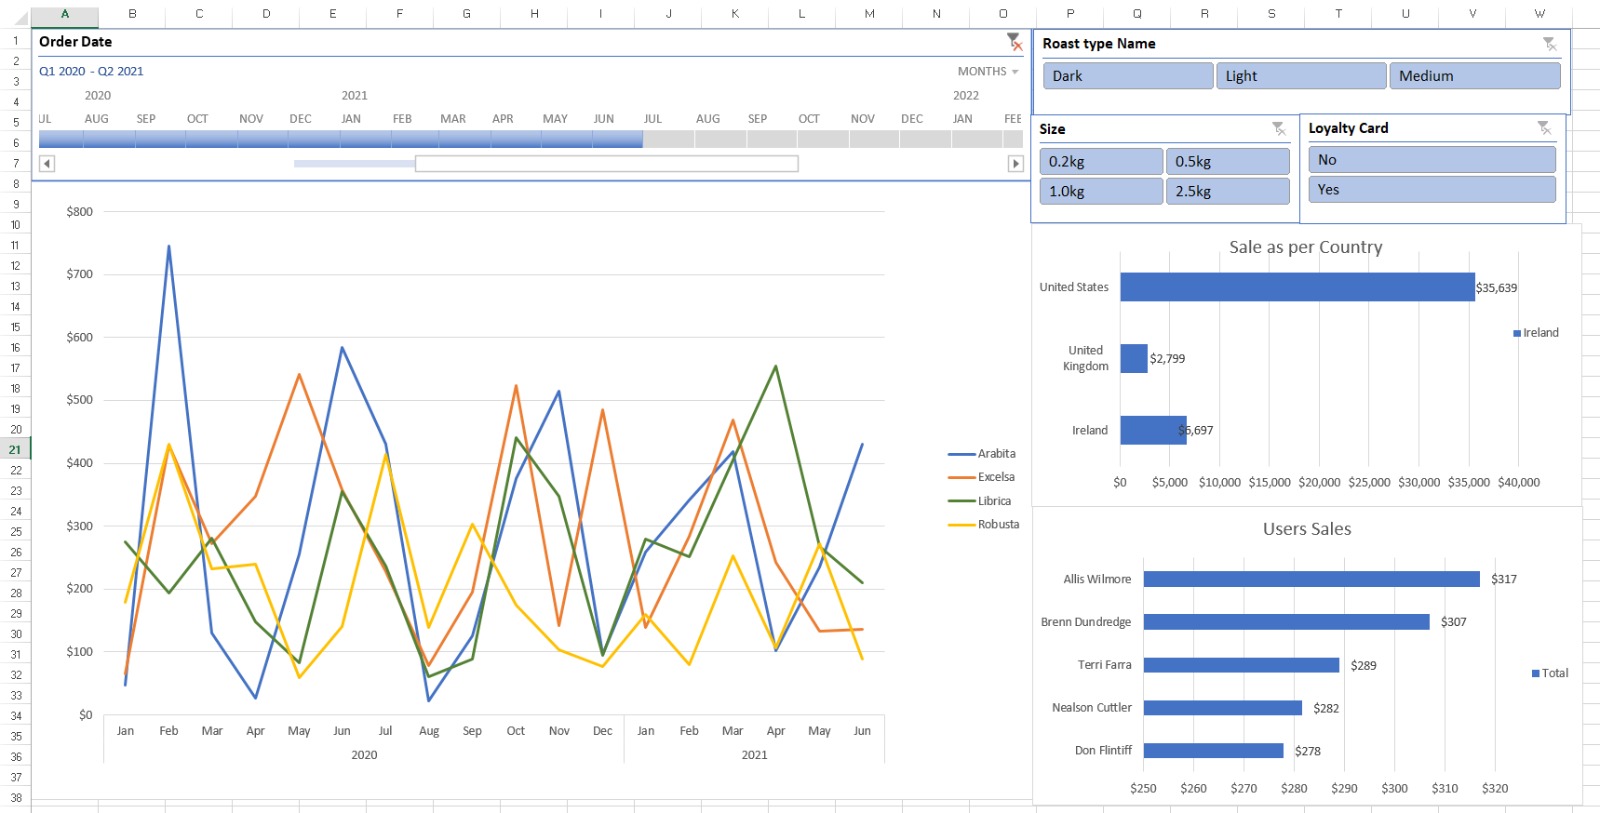 A B C D E F G H I J K L M N O P Q R S T U V W
1
2
3
4
5
6
7
8
9
10
11
12
13
14
15
16
17
18
19
20
21
22
23
24
25
26
27
28
29
30
31
32
33
34
35
36
37
38
Order Date
Q1 2020 - Q2 2021
MONTHS
2020 2021 2022
UL AUG SEP OCT NOV DEC JAN FEB MAR APR MAY JUN JUL AUG SEP OCT NOV DEC JAN FEB
Roast type Name
Dark Light Medium
Size
0.2kg 0.5kg
1.0kg 2.5kg
Loyalty Card
No
Yes
$800
$700
$600
$500
$400
$300
$200
$100
$0
Jan Feb Mar Apr May Jun Jul Aug Sep Oct Nov Dec Jan Feb Mar Apr May Jun
2020 2021
Arabita
Excelsa
Librica
Robusta
Sale as per Country
United States $35,639
United
Kingdom
$2,799
Ireland $6,697
Ireland
$0 $5,000 $10,000 $15,000 $20,000 $25,000 $30,000 $35,000 $40,000
Users Sales
Allis Wilmore $317
Brenn Dundredge $307
Terri Farra $289
Nealson Cuttler $282
Don Flintiff $278
Total
$250 $260 $270 $280 $290 $300 $310 $320